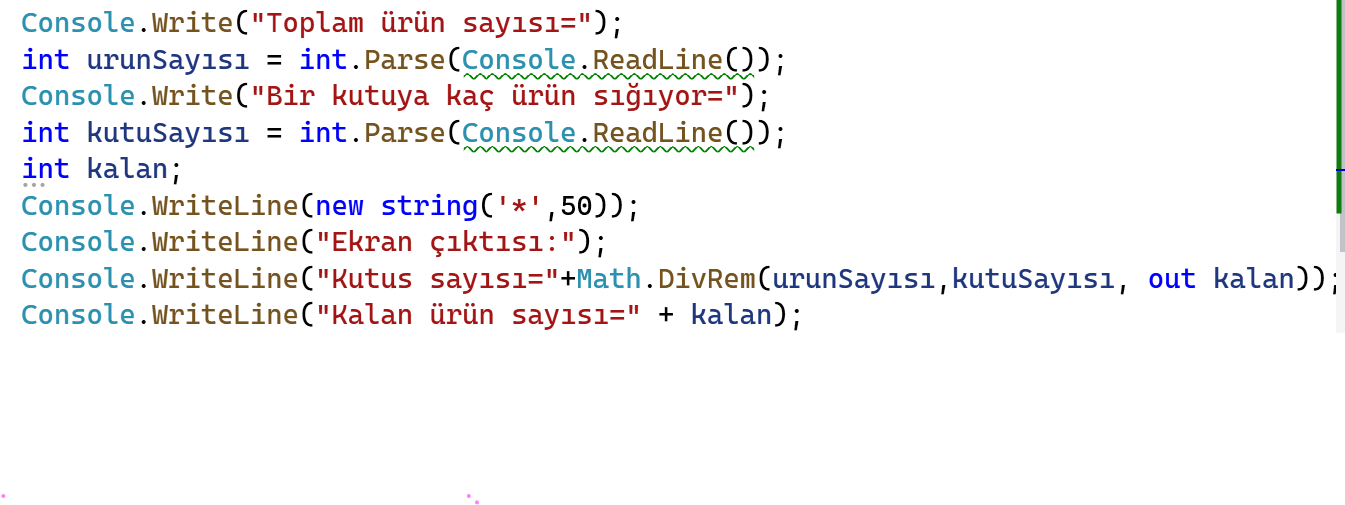 Console.Write("Toplam ürün sayısı=");
int urunSayısı = int.Parse(Console.ReadLine());
Console.Write("Bir kutuya kaç ürün sığıyor=");
int kutuSayısı = int.Parse(Console.ReadLine());
int kalan;
Console.WriteLine(new string('*',50));
Console.WriteLine("Ekran çıktısı:");
Console.WriteLine("Kutus sayısı="+Math.DivRem(urunSayısı,kutuSayısı, out kalan));
Console.WriteLine("Kalan ürün sayısı=" + kalan);